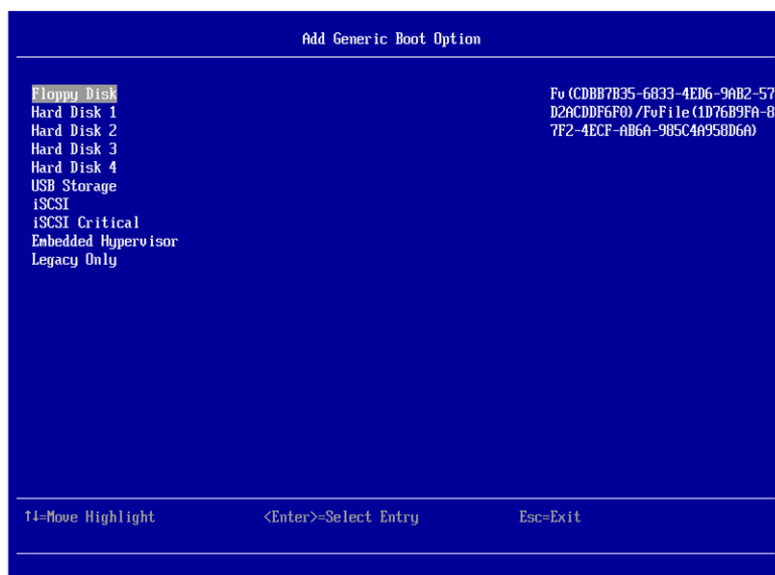 Add Generic Boot Option
Floppy Disk
Hard Disk 1
Hard Disk 2
Hard Disk 3
Hard Disk 4
USB Storage
iSCSI
iSCSI Critical
Embedded Hypervisor
Legacy Only
Fv(CDBB7B35-6833-4ED6-9AB2-57
D2ACDDF6F0)/FvFile(1D76B9FA-8
7F2-4ECF-AB6A-985C4A958D6A)
↑↓=Move Highlight <Enter>=Select Entry Esc=Exit